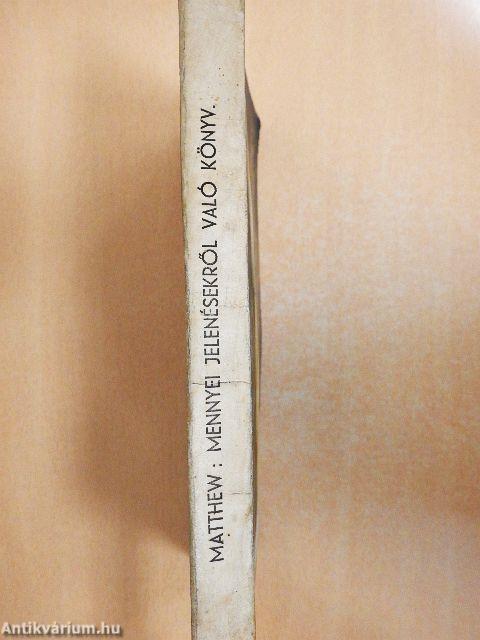 MATTHEW: MENNYEI JELENÉSEKRŐL VALÓ KÖNYV.
Antikvárium.hu